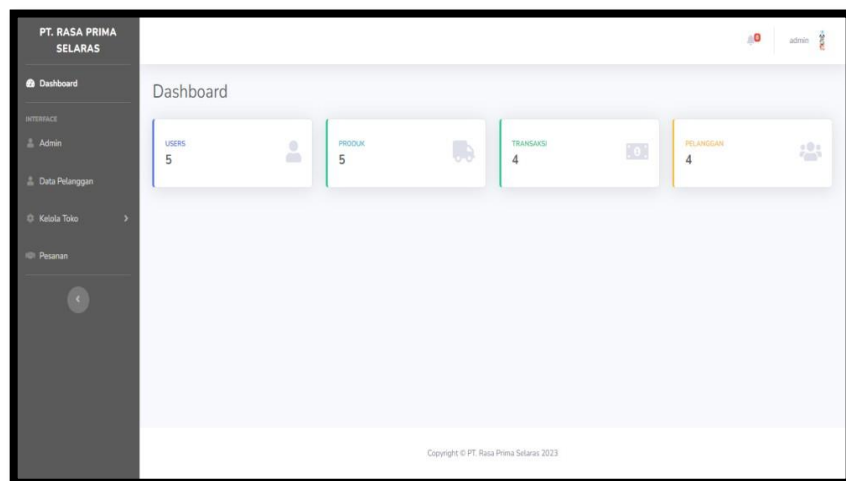 PT. RASA PRIMA
SELARAS
Dashboard
INTERFACE
Admin
Data Pelanggan
Kelola Toko
Pesanan
admin
Dashboard
USERS
5
PRODUK
5
TRANSAKSI
4
PELANGGAN
4
Copyright © PT. Rasa Prima Selaras 2023